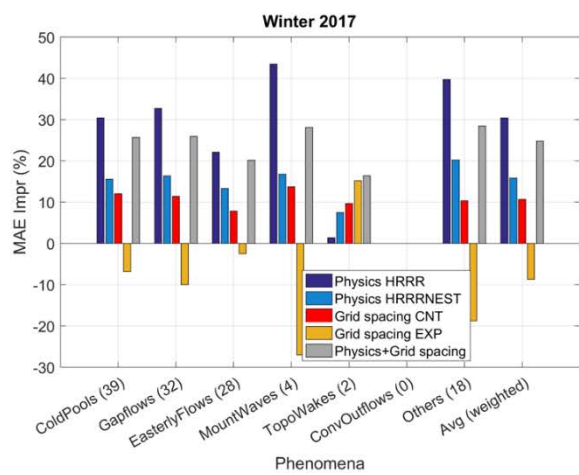 Winter 2017
MAE Impr (%)
50
40
30
20
10
0
-10
-20
-30
Physics HRRR
Physics HRRRNEST
Grid spacing CNT
Grid spacing EXP
Physics+Grid spacing
ColdPools (39)
Gapflows (32)
EasterlyFlows (28)
MountWaves (4)
TopoWakes (2)
ConvOutflows (0)
Others (18)
Avg (weighted)
Phenomena